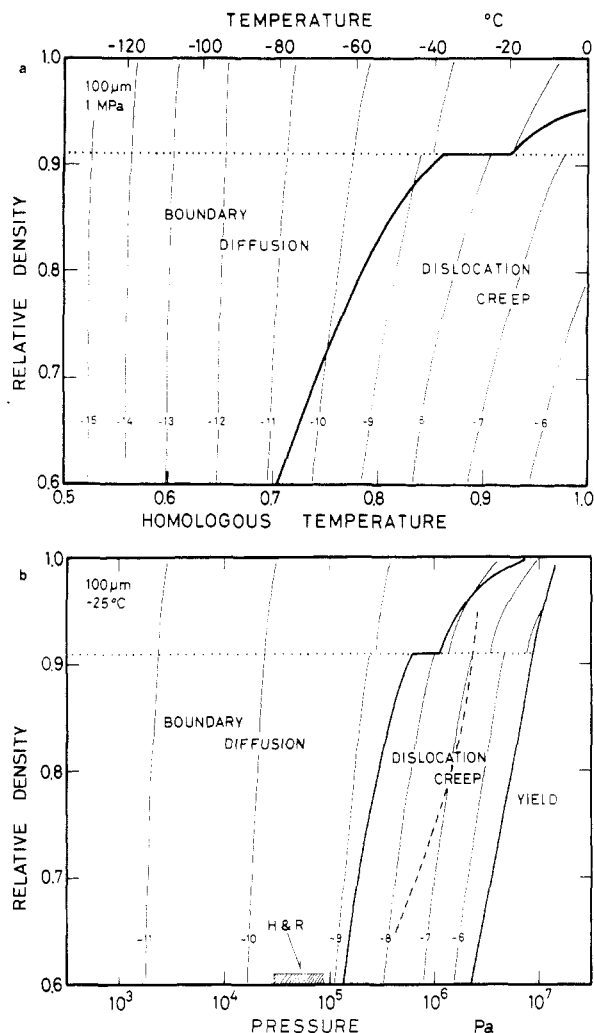 TEMPERATURE °C
-120 -100 -80 -60 -40 -20 0
a
1.0
100µm
1 MPa
0.9
BOUNDARY
DIFFUSION
0.8
DISLOCATION
CREEP
RELATIVE DENSITY
0.7
-15 -14 -13 -12 -11 -10 -9 -8 -7 -6
0.6
0.5 0.6 0.7 0.8 0.9 1.0
HOMOLOGOUS TEMPERATURE
b
1.0
100µm
-25°C
0.9
BOUNDARY
DIFFUSION
DISLOCATION
CREEP
YIELD
0.8
RELATIVE DENSITY
0.7
H & R
-11 -10 -9 -8 -7 -6
0.6
10³ 10⁴ 10⁵ 10⁶ 10⁷
PRESSURE Pa